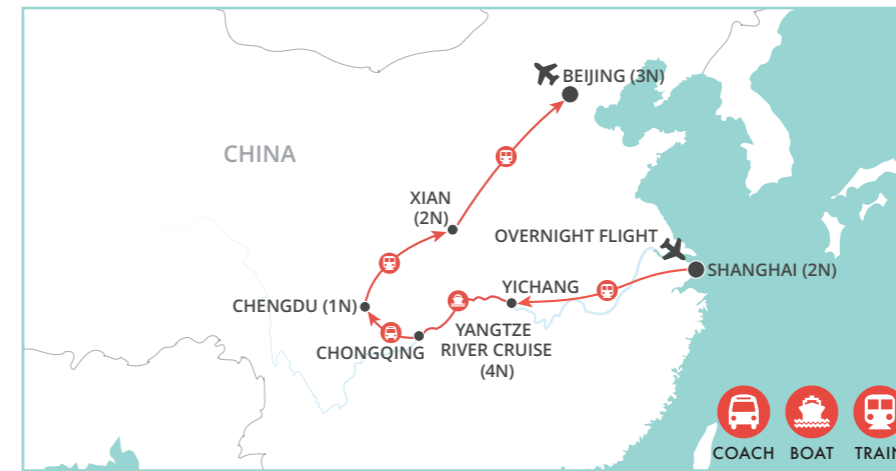 BEIJING (3N)
CHINA
XIAN
(2N)
OVERNIGHT FLIGHT
SHANGHAI (2N)
YICHANG
CHENGDU (1N)
CHONGQING
YANGTZE
RIVER CRUISE
(4N)
COACH BOAT TRAIN